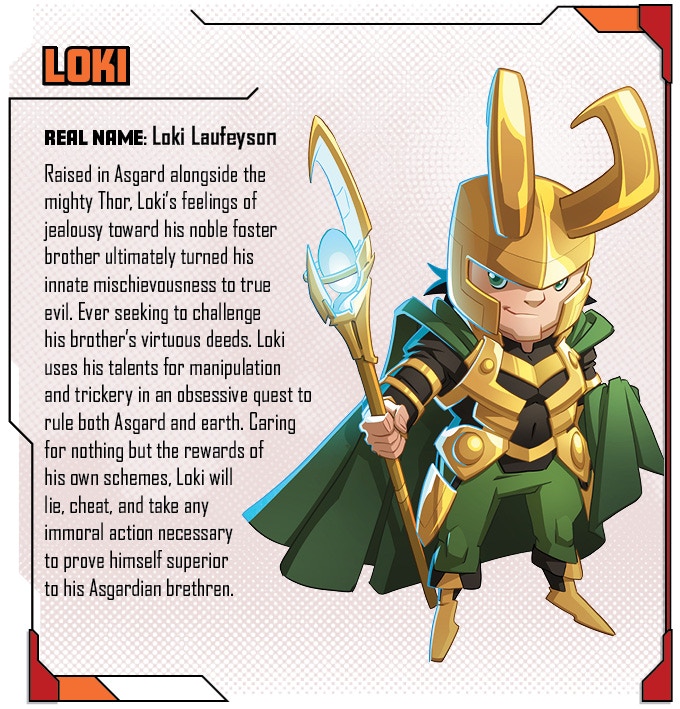 LOKI
REAL NAME: Loki Laufeyson
Raised in Asgard alongside the
mighty Thor, Loki's feelings of
jealousy toward his noble foster
brother ultimately turned his
innate mischievousness to true
evil. Ever seeking to challenge
his brother's virtuous deeds. Loki
uses his talents for manipulation
and trickery in an obsessive quest to
rule both Asgard and earth. Caring
for nothing but the rewards of
his own schemes, Loki will
lie, cheat, and take any
immoral action necessary
to prove himself superior
to his Asgardian brethren.